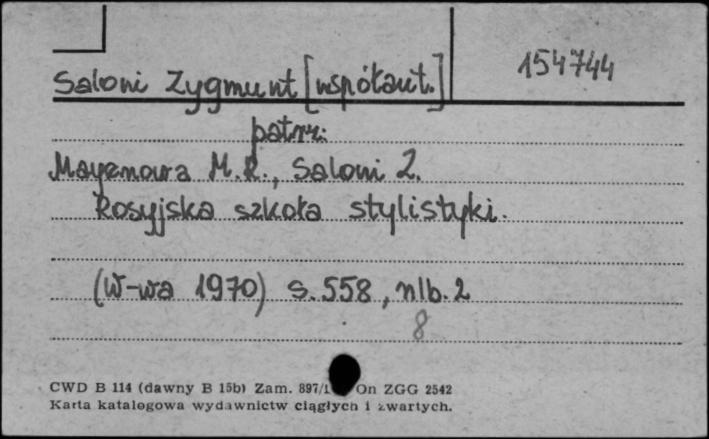 154744
Saloni Zygmunt [współaut.]
patrz:
Mayenowa M.R., Saloni Z.
Rosyjska szkoła stylistyki.
(W-wa 1970) s. 558, nlb. 2
8
CWD B 114 (dawny B 15b) Zam. 897/ On ZGG 2542
Karta katalogowa wydawnictw ciągłych i zwartych.